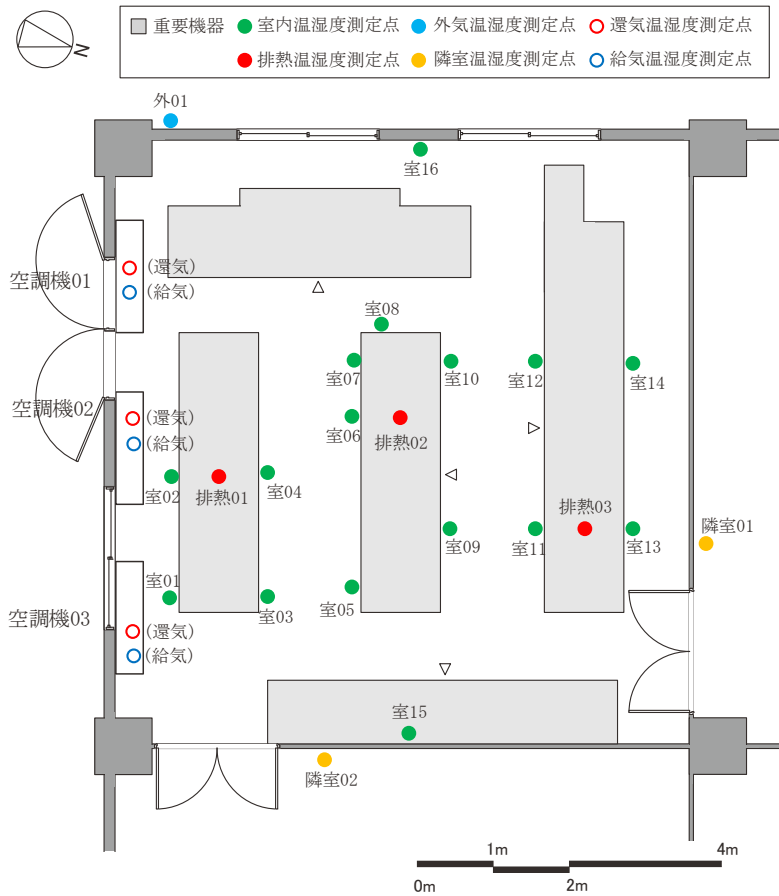 重要機器 室内温湿度測定点 外気温湿度測定点 還気温湿度測定点
排熱温湿度測定点 隣室温湿度測定点 給気温湿度測定点
N
外01
室16
空調機01
(還気)
(給気)
室08
室07
室10
室12
室14
空調機02
(還気)
(給気)
室06
排熱02
室02
排熱01
室04
排熱03
隣室01
室09
室11
室13
室01
室03
室05
空調機03
(還気)
(給気)
室15
隣室02
1m 4m
0m 2m